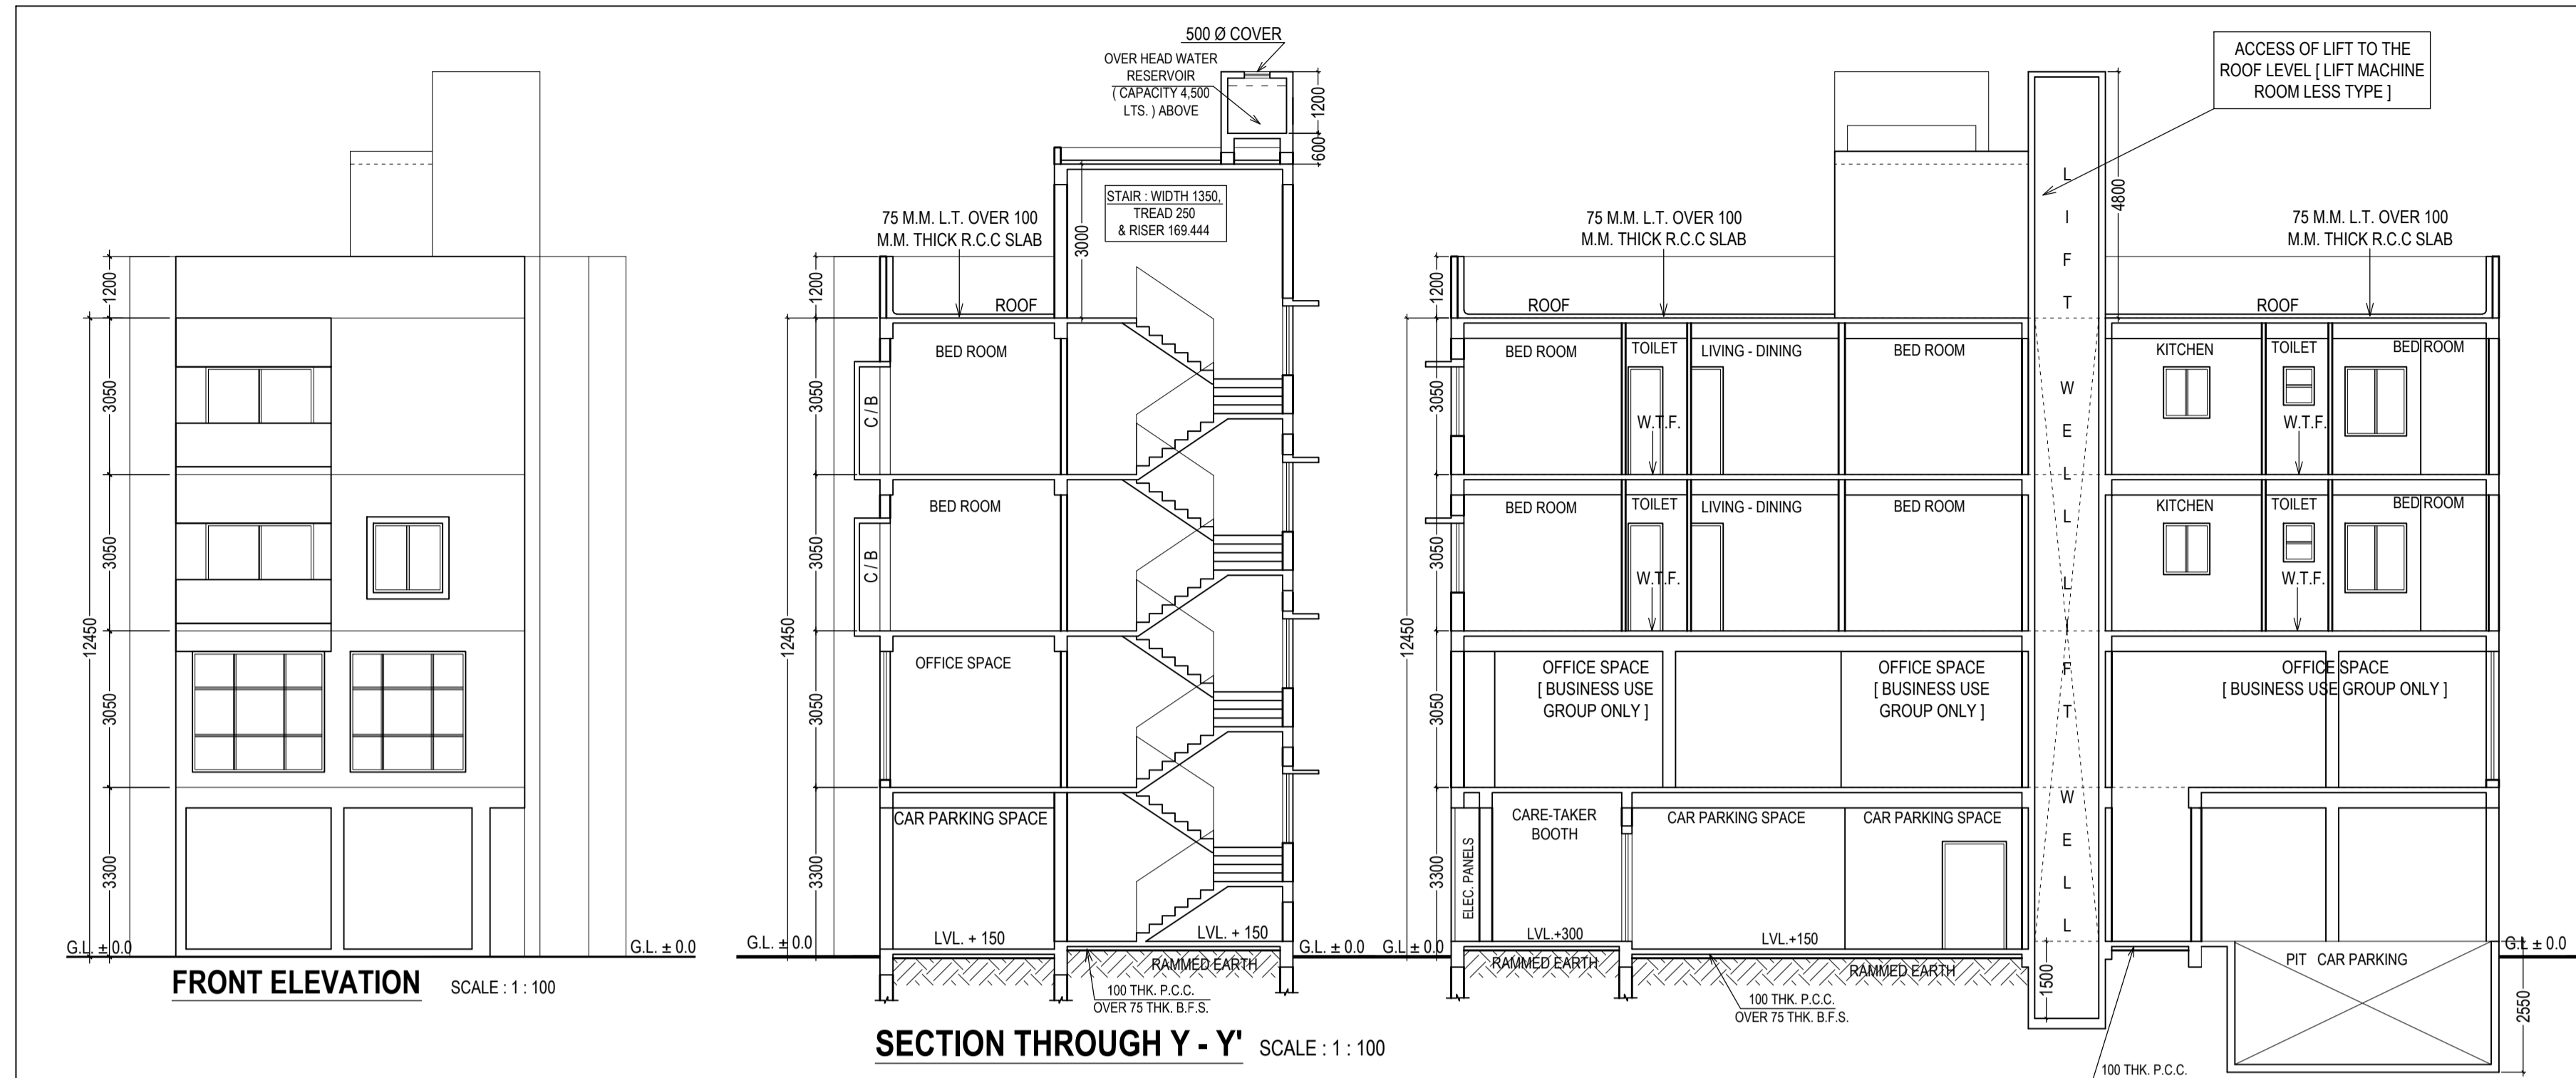 1200
3050
3050
3050
3300
12450
G.L. ± 0.0
G.L. ± 0.0
FRONT ELEVATION
SCALE : 1 : 100
500 Ø COVER
OVER HEAD WATER
RESERVOIR
( CAPACITY 4,500
LTS. ) ABOVE
1200
600
STAIR : WIDTH 1350,
TREAD 250
& RISER 169.444
3000
75 M.M. L.T. OVER 100
M.M. THICK R.C.C SLAB
ROOF
1200
3050
3050
3050
3300
12450
BED ROOM
C / B
BED ROOM
C / B
OFFICE SPACE
CAR PARKING SPACE
LVL. + 150
LVL. + 150
G.L. ± 0.0
G.L. ± 0.0
RAMMED EARTH
100 THK. P.C.C.
OVER 75 THK. B.F.S.
SECTION THROUGH Y - Y'
SCALE : 1 : 100
ACCESS OF LIFT TO THE
ROOF LEVEL [ LIFT MACHINE
ROOM LESS TYPE ]
4800
75 M.M. L.T. OVER 100
M.M. THICK R.C.C SLAB
75 M.M. L.T. OVER 100
M.M. THICK R.C.C SLAB
ROOF
ROOF
1200
3050
3050
3050
3300
12450
BED ROOM
TOILET
LIVING - DINING
BED ROOM
KITCHEN
TOILET
BED ROOM
W.T.F.
W.T.F.
BED ROOM
TOILET
LIVING - DINING
BED ROOM
KITCHEN
TOILET
BED ROOM
W.T.F.
W.T.F.
LIFT WELL
LIFT WELL
OFFICE SPACE
[ BUSINESS USE
GROUP ONLY ]
OFFICE SPACE
[ BUSINESS USE
GROUP ONLY ]
OFFICE SPACE
[ BUSINESS USE GROUP ONLY ]
ELEC. PANELS
CARE-TAKER
BOOTH
CAR PARKING SPACE
CAR PARKING SPACE
LVL.+300
LVL.+150
G.L. ± 0.0
G.L ± 0.0
RAMMED EARTH
RAMMED EARTH
100 THK. P.C.C.
OVER 75 THK. B.F.S.
1500
PIT CAR PARKING
2550
100 THK. P.C.C.